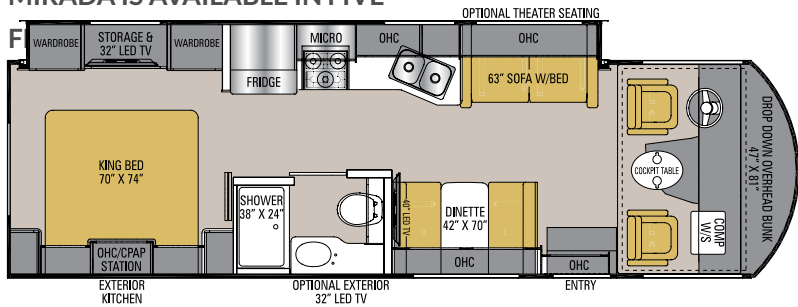 MIRADA IS AVAILABLE IN FIVE
OPTIONAL THEATER SEATING
WARDROBE
STORAGE &
32" LED TV
WARDROBE
MICRO
OHC
OHC
FRIDGE
63" SOFA W/BED
KING BED
70" X 74"
SHOWER
38" X 24"
40" LED TV
DINETTE
42" X 70"
COCKPIT TABLE
COMP
W/S
DROP DOWN OVERHEAD BUNK
47" X 81"
OHC/CPAP
STATION
OHC
OHC
EXTERIOR
KITCHEN
OPTIONAL EXTERIOR
32" LED TV
ENTRY